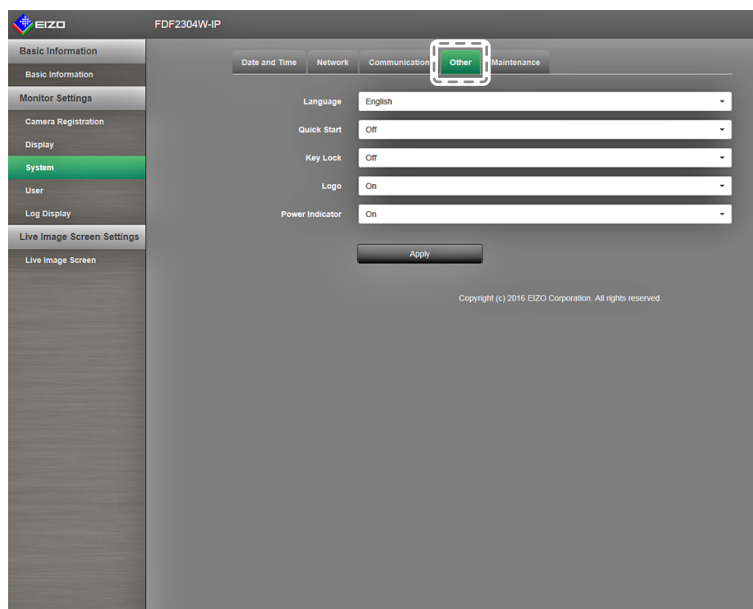 EIZO
FDF2304W-IP
Basic Information
Basic Information
Monitor Settings
Camera Registration
Display
System
User
Log Display
Live Image Screen Settings
Live Image Screen
Date and Time Network Communication Other Maintenance
Language English
Quick Start Off
Key Lock Off
Logo On
Power Indicator On
Apply
Copyright (c) 2016 EIZO Corporation. All rights reserved.